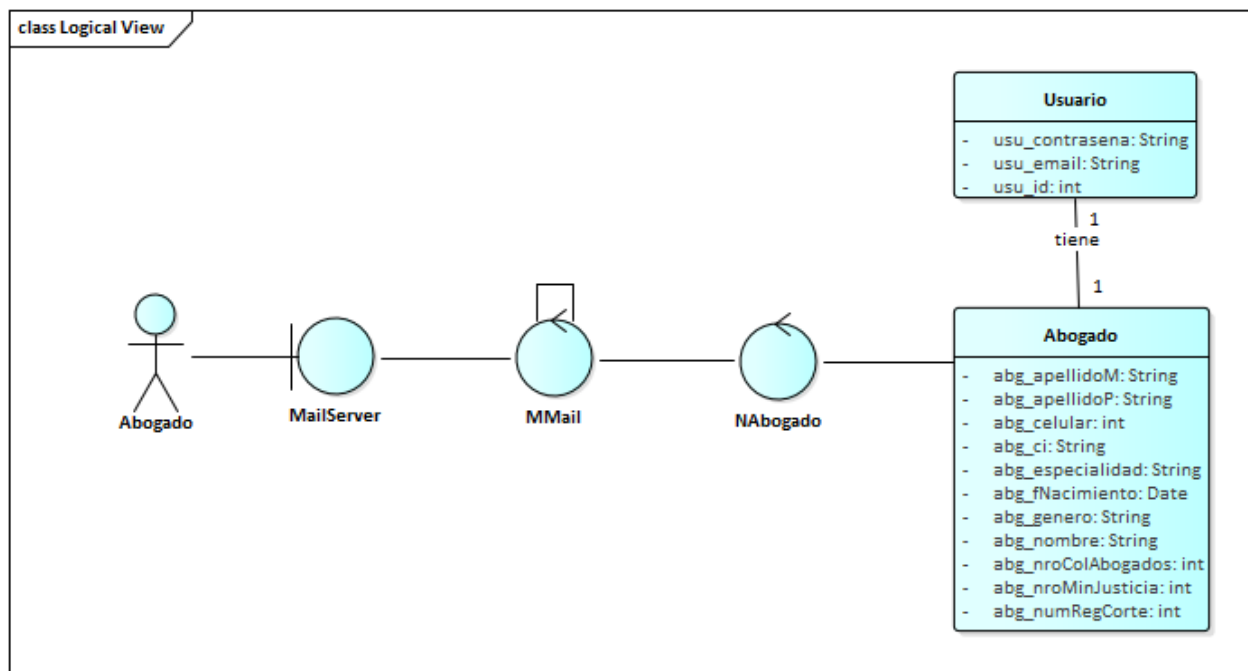 class Logical View
Usuario
- usu_contrasena: String
- usu_email: String
- usu_id: int
1
tiene
1
Abogado
MailServer
MMail
NAbogado
Abogado
- abg_apellidoM: String
- abg_apellidoP: String
- abg_celular: int
- abg_ci: String
- abg_especialidad: String
- abg_fNacimiento: Date
- abg_genero: String
- abg_nombre: String
- abg_nroColAbogados: int
- abg_nroMinJusticia: int
- abg_numRegCorte: int